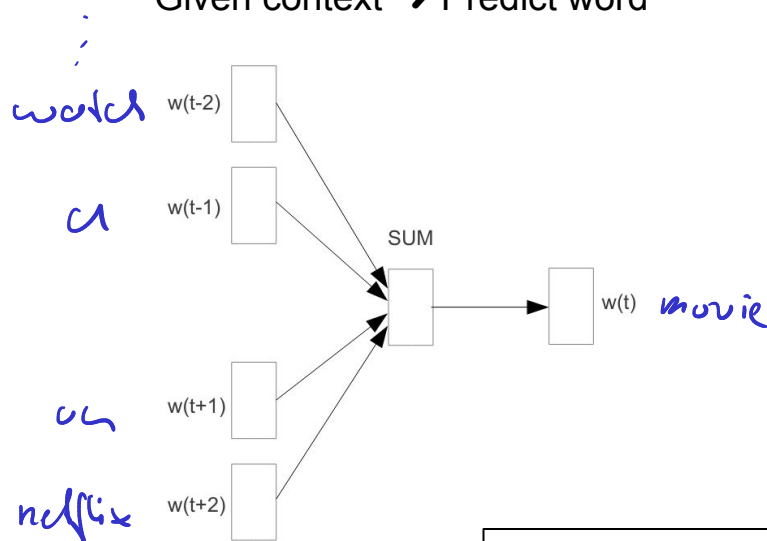 Given context → Predict word
watch w(t-2)
a w(t-1)
SUM
w(t) movie
on w(t+1)
netflix w(t+2)